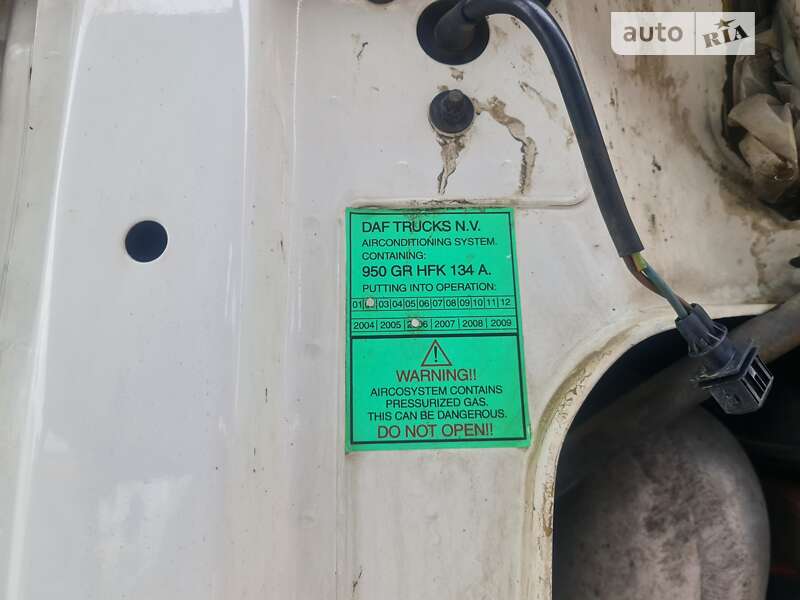 auto RIA
DAF TRUCKS N.V.
AIRCONDITIONING SYSTEM.
CONTAINING:
950 GR HFK 134 A.
PUTTING INTO OPERATION:
01 03 04 05 06 07 08 09 10 11 12
2004 2005 2006 2007 2008 2009
WARNING!!
AIRCOSYSTEM CONTAINS
PRESSURIZED GAS.
THIS CAN BE DANGEROUS.
DO NOT OPEN!!